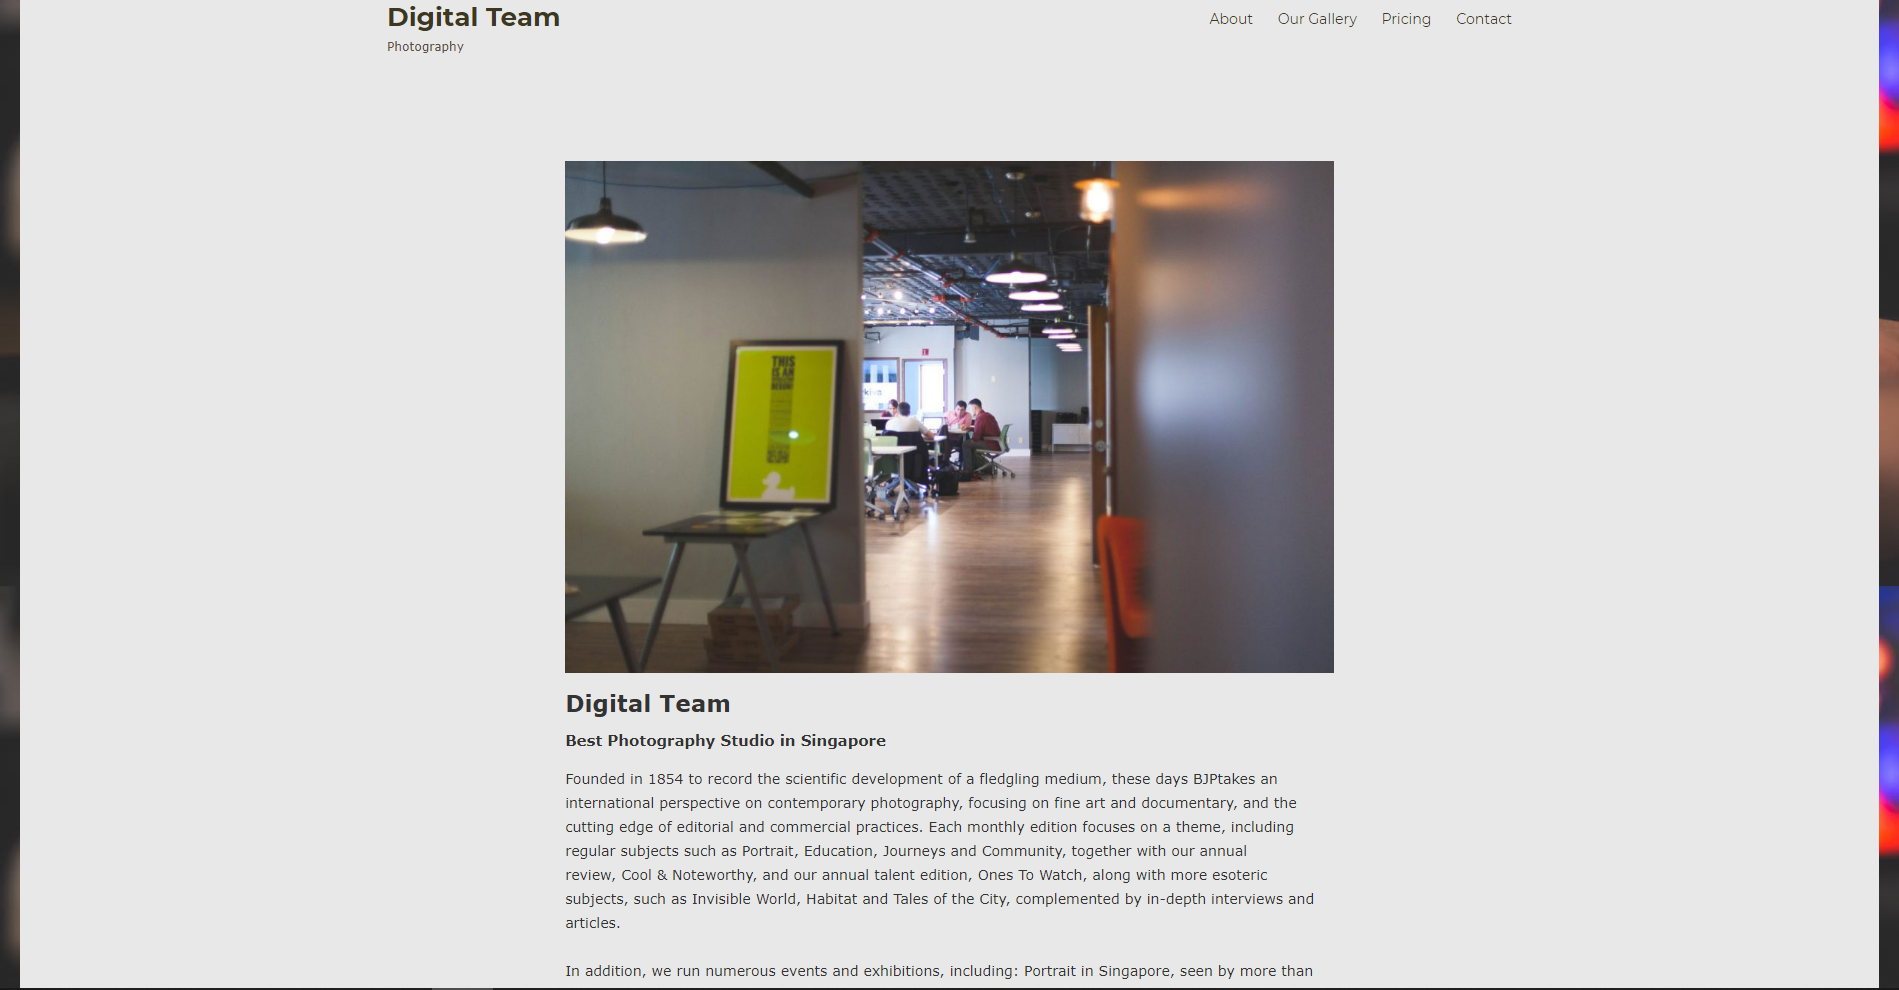 Digital Team
Photography
About Our Gallery Pricing Contact
THIS
IS AN
Digital Team
Best Photography Studio in Singapore
Founded in 1854 to record the scientific development of a fledgling medium, these days BJPtakes an
international perspective on contemporary photography, focusing on fine art and documentary, and the
cutting edge of editorial and commercial practices. Each monthly edition focuses on a theme, including
regular subjects such as Portrait, Education, Journeys and Community, together with our annual
review, Cool & Noteworthy, and our annual talent edition, Ones To Watch, along with more esoteric
subjects, such as Invisible World, Habitat and Tales of the City, complemented by in-depth interviews and
articles.
In addition, we run numerous events and exhibitions, including: Portrait in Singapore, seen by more than